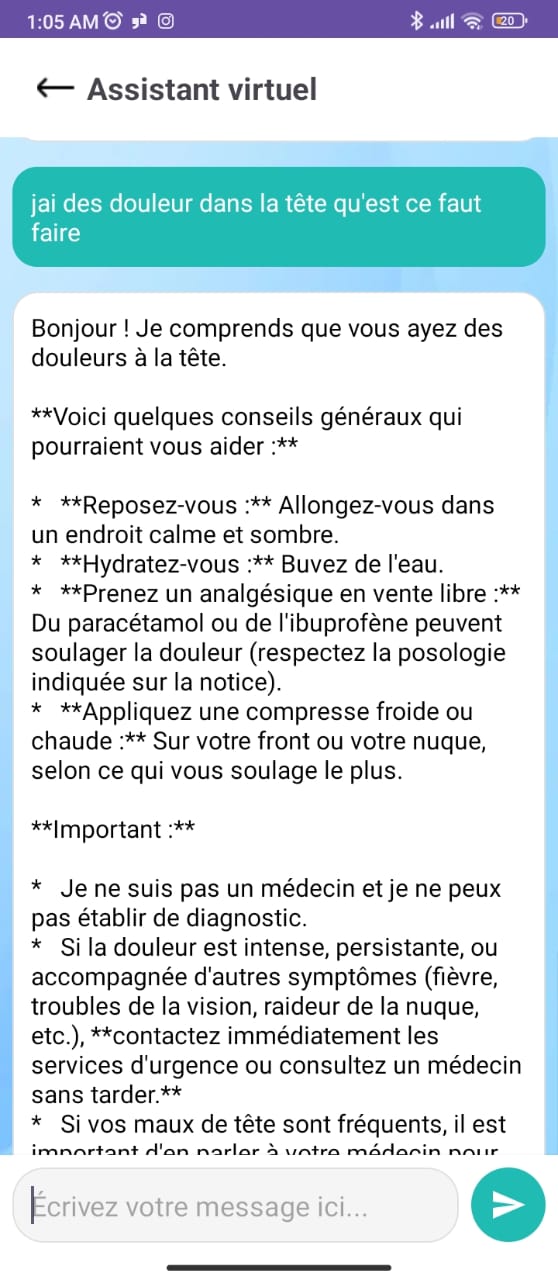 1:05 AM
20
Assistant virtuel
jai des douleur dans la tête qu'est ce faut
faire
Bonjour ! Je comprends que vous ayez des
douleurs à la tête.
**Voici quelques conseils généraux qui
pourraient vous aider :**
*   **Reposez-vous :** Allongez-vous dans
un endroit calme et sombre.
*   **Hydratez-vous :** Buvez de l'eau.
*   **Prenez un analgésique en vente libre :**
Du paracétamol ou de l'ibuprofène peuvent
soulager la douleur (respectez la posologie
indiquée sur la notice).
*   **Appliquez une compresse froide ou
chaude :** Sur votre front ou votre nuque,
selon ce qui vous soulage le plus.
**Important :**
*   Je ne suis pas un médecin et je ne peux
pas établir de diagnostic.
*   Si la douleur est intense, persistante, ou
accompagnée d'autres symptômes (fièvre,
troubles de la vision, raideur de la nuque,
etc.), **contactez immédiatement les
services d'urgence ou consultez un médecin
sans tarder.**
*   Si vos maux de tête sont fréquents, il est
important d'en parler à votre médecin pour
Écrivez votre message ici...